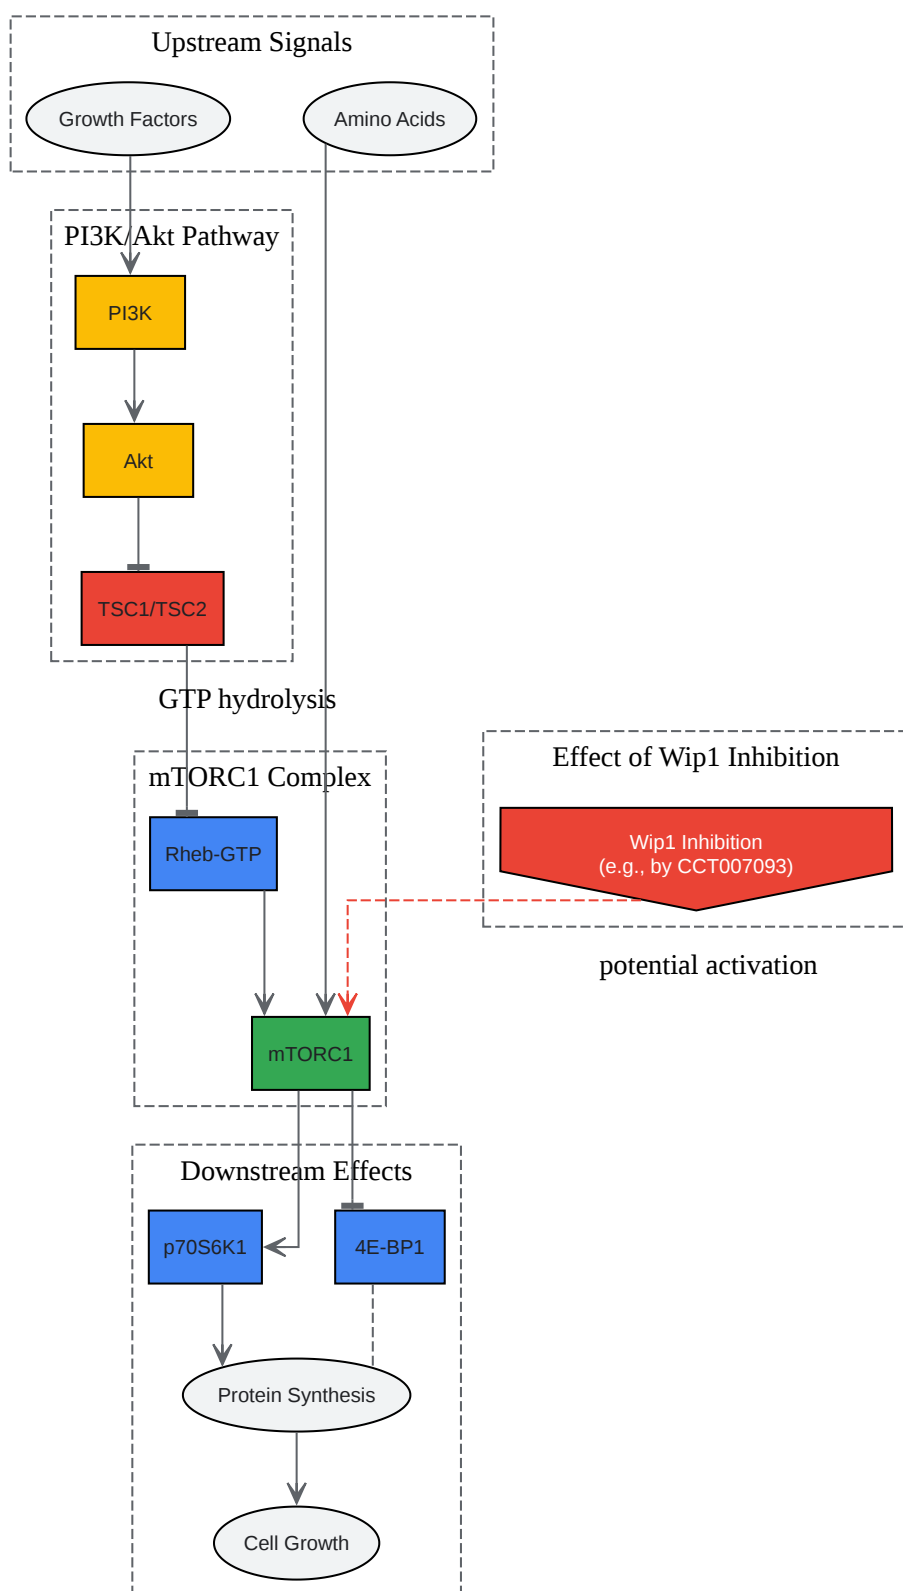 Upstream Signals
Growth Factors
Amino Acids
PI3K/Akt Pathway
PI3K
Akt
TSC1/TSC2
GTP hydrolysis
mTORC1 Complex
Effect of Wip1 Inhibition
Wip1 Inhibition
(e.g., by CCT007093)
Rheb-GTP
potential activation
mTORC1
Downstream Effects
p70S6K1
4E-BP1
Protein Synthesis
Cell Growth